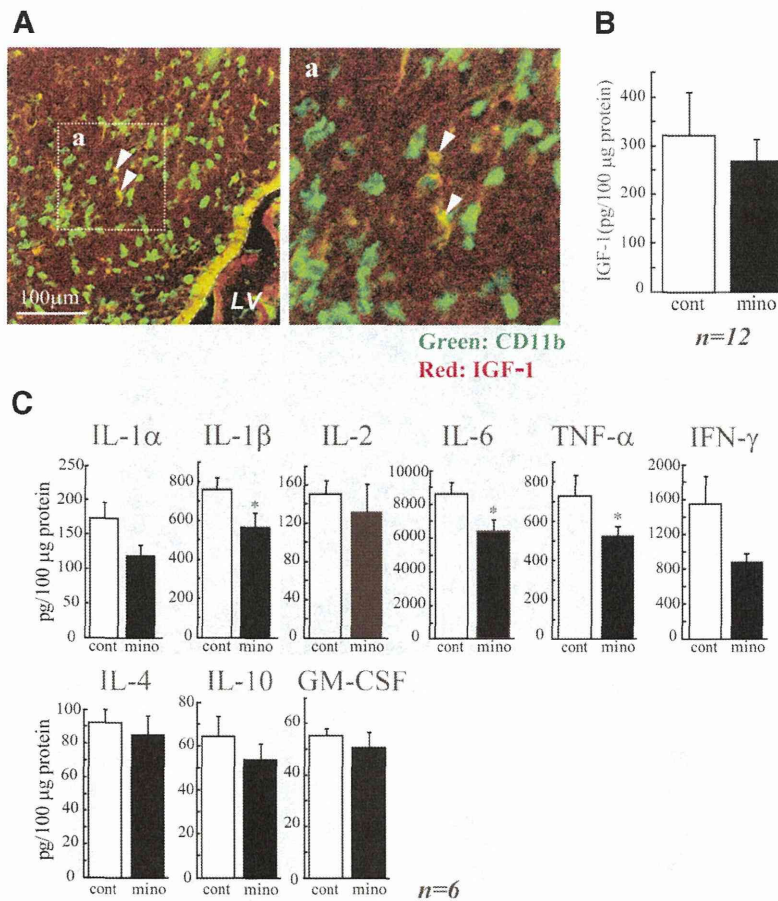 A
a
a
100μm
LV
Green: CD11b
Red: IGF-1
B
IGF-1(pg/100 μg protein)
400
300
200
100
0
cont mino
n=12
C
IL-1α IL-1β IL-2 IL-6 TNF-α IFN-γ
pg/100 μg protein
250
200
150
100
50
0
cont mino
800
600
400
200
0
*
cont mino
160
120
80
40
0
cont mino
10000
8000
6000
4000
2000
0
*
cont mino
800
600
400
200
0
*
cont mino
2000
1600
1200
800
400
0
cont mino
IL-4 IL-10 GM-CSF
pg/100 μg protein
100
80
60
40
20
0
cont mino
80
60
40
20
0
cont mino
60
40
20
0
cont mino
n=6